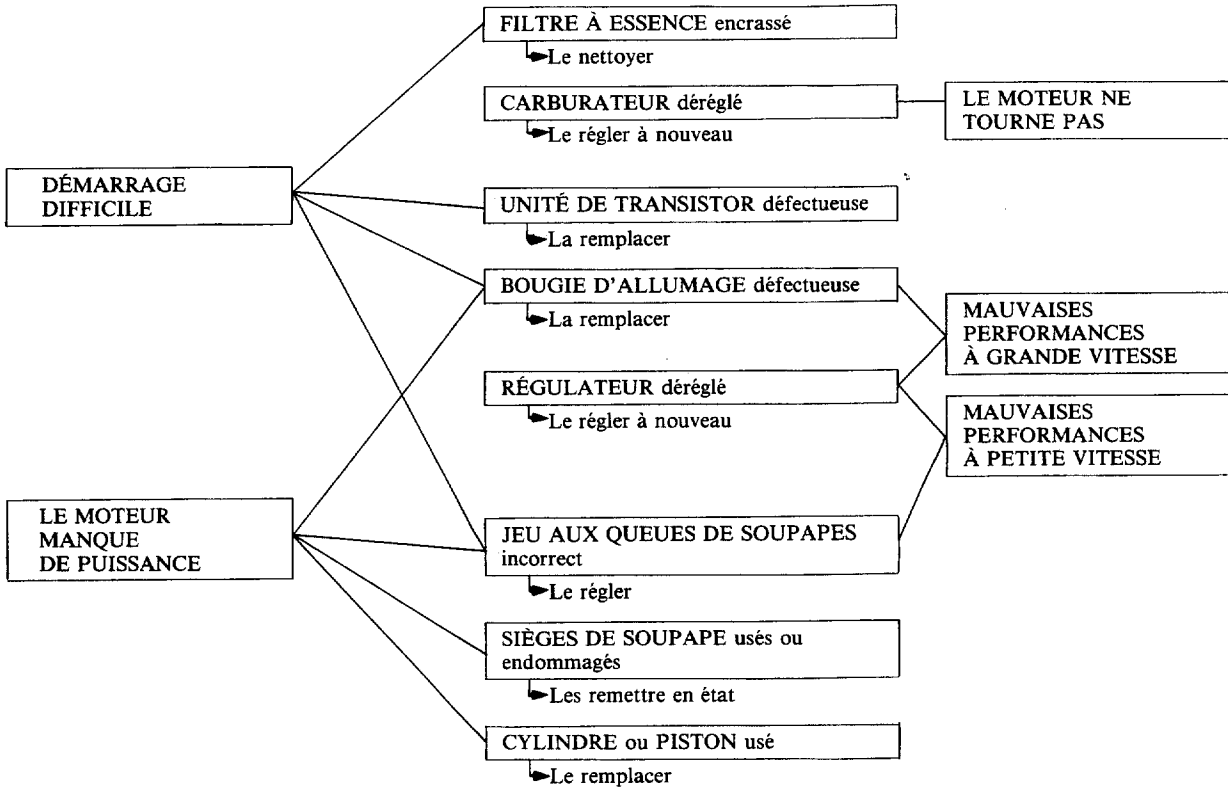 FILTRE À ESSENCE encrassé
Le nettoyer
CARBURATEUR déréglé
Le régler à nouveau
LE MOTEUR NE
TOURNE PAS
DÉMARRAGE
DIFFICILE
UNITÉ DE TRANSISTOR défectueuse
La remplacer
BOUGIE D'ALLUMAGE défectueuse
La remplacer
MAUVAISES
PERFORMANCES
À GRANDE VITESSE
RÉGULATEUR déréglé
Le régler à nouveau
MAUVAISES
PERFORMANCES
À PETITE VITESSE
LE MOTEUR
MANQUE
DE PUISSANCE
JEU AUX QUEUES DE SOUPAPES
incorrect
Le régler
SIÈGES DE SOUPAPE usés ou
endommagés
Les remettre en état
CYLINDRE ou PISTON usé
Le remplacer